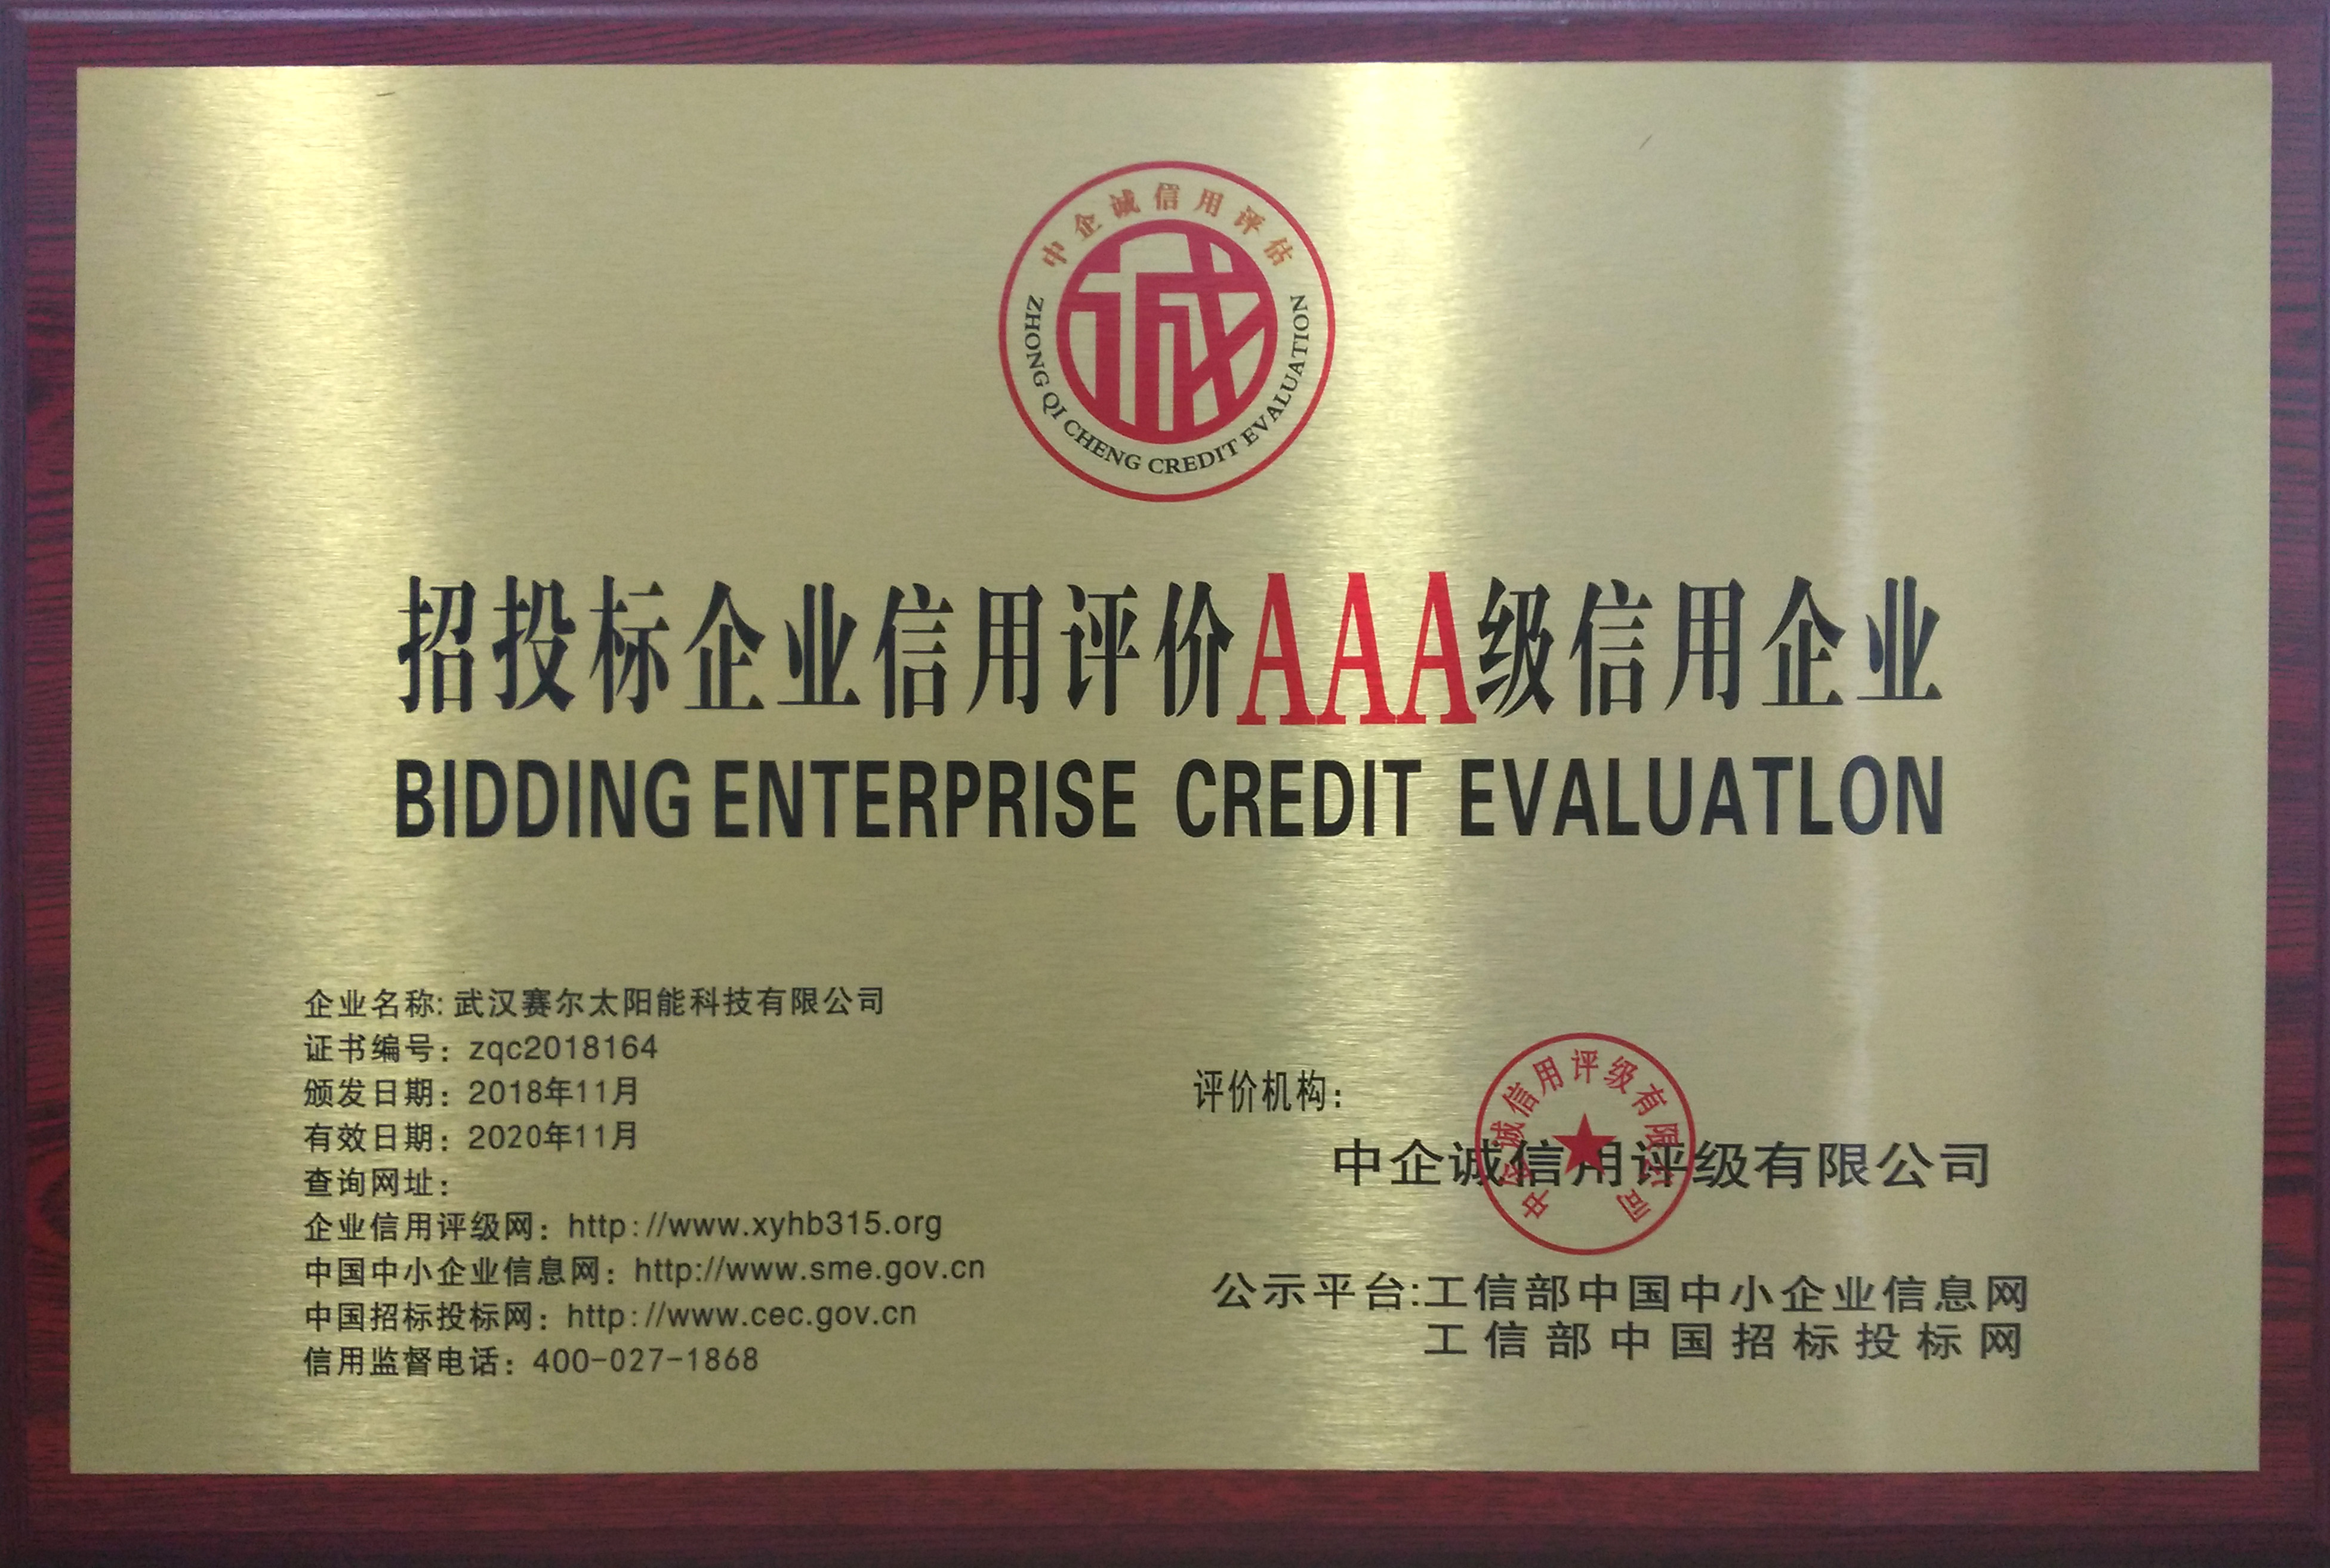 中企诚信用评估
诚
ZHONG QI CHENG CREDIT EVALUATION
招投标企业信用评价AAA级信用企业
BIDDING ENTERPRISE CREDIT EVALUATLON
企业名称:武汉赛尔太阳能科技有限公司
证书编号：zqc2018164
颁发日期：2018年11月
有效日期：2020年11月
查询网址：
企业信用评级网：http://www.xyhb315.org
中国中小企业信息网：http://www.sme.gov.cn
中国招标投标网：http://www.cec.gov.cn
信用监督电话：400-027-1868
评价机构：
中企诚信用评级有限公司
中企诚信用评级有限公司
公示平台:工信部中国中小企业信息网
工信部中国招标投标网